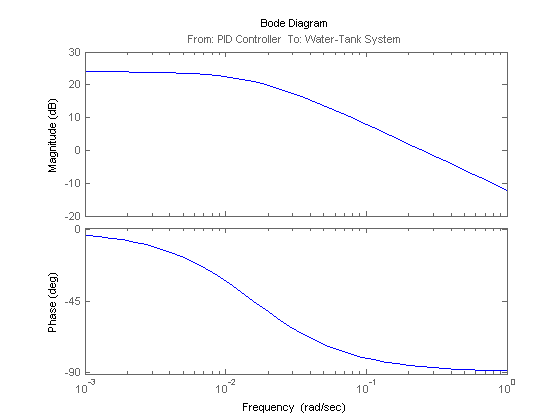 Bode Diagram
From: PID Controller To: Water-Tank System
30
20
10
0
-10
-20
Magnitude (dB)
0
-45
-90
Phase (deg)
10^-3
10^-2
10^-1
10^0
Frequency (rad/sec)